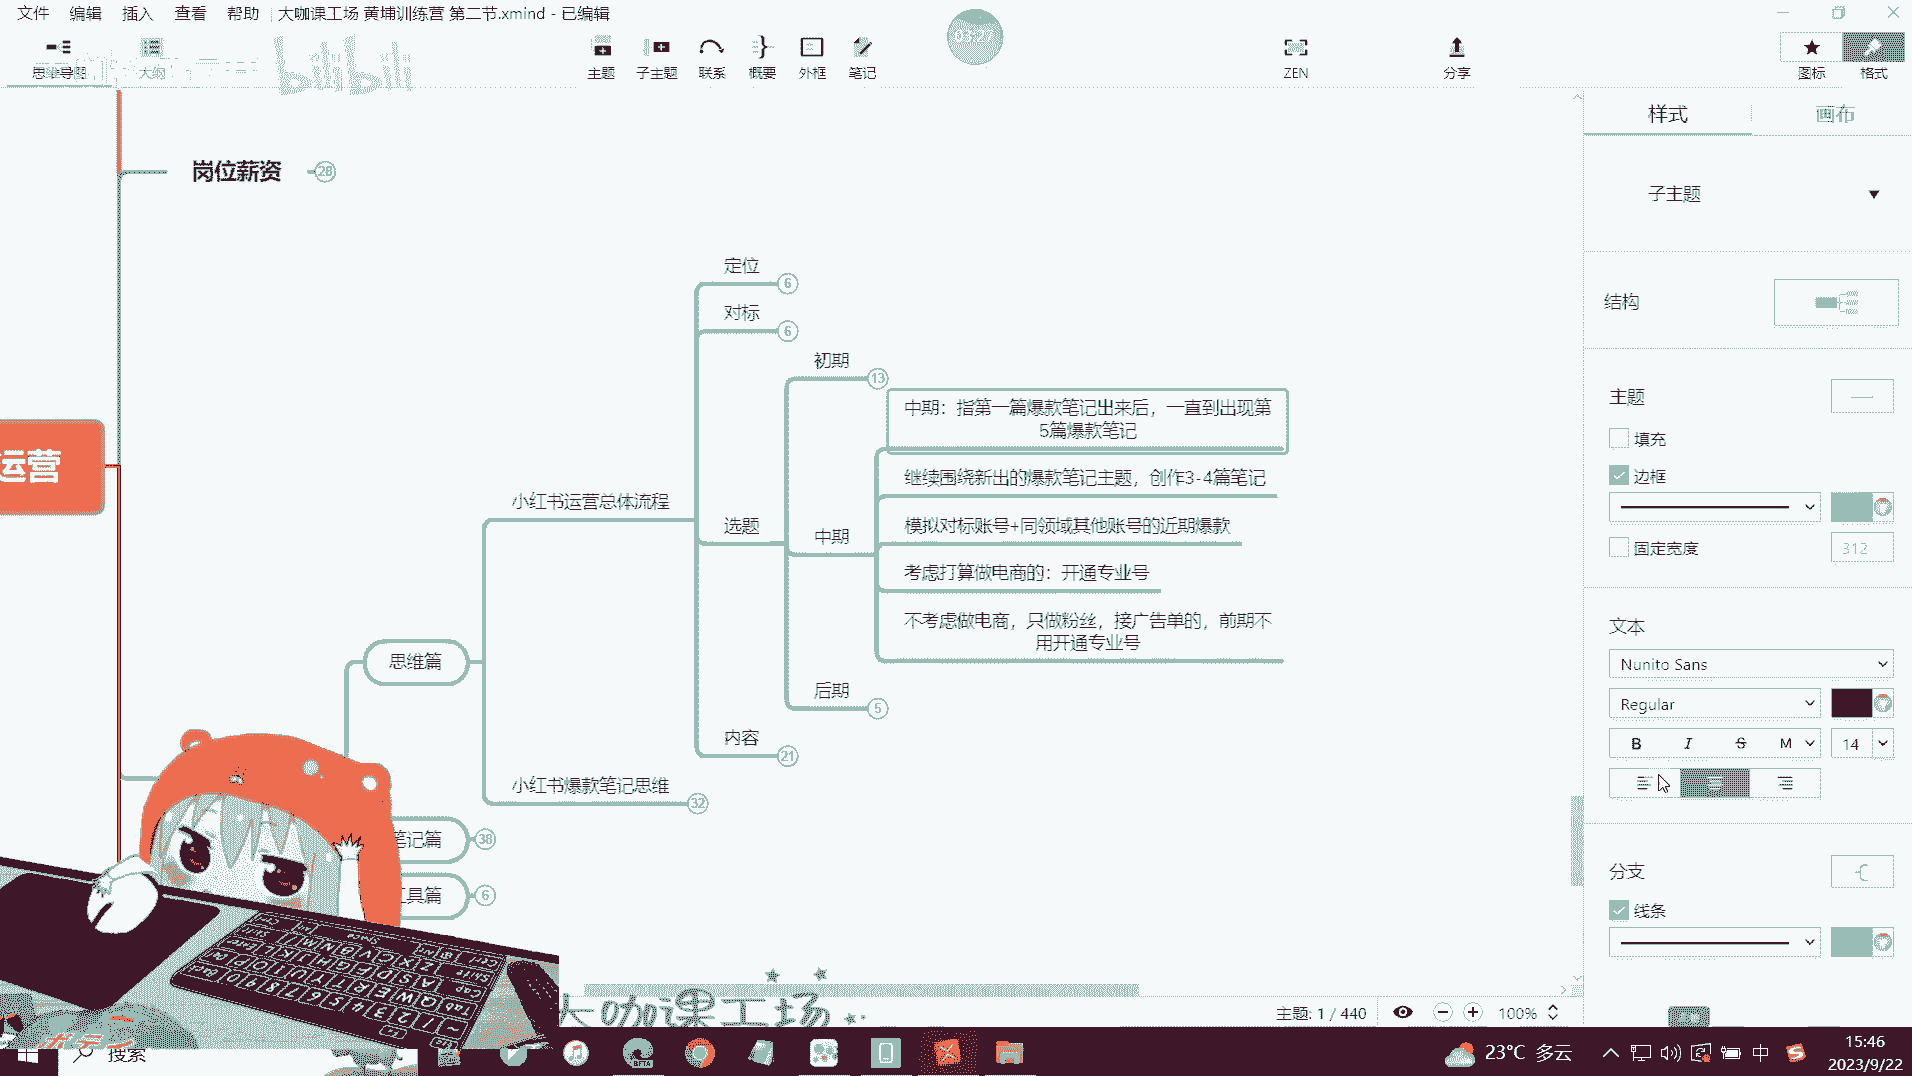 文件 编辑 插入 查看 帮助 大咖课工场 黄埔训练营 第二节.xmind - 已编辑
03:27
思维导图 大纲 主题 子主题 联系 概要 外框 笔记 ZEN 分享 图标 格式
bilibili
样式 画布
岗位薪资 28
子主题
定位 6
结构
对标 6
初期 13
主题
中期：指第一篇爆款笔记出来后，一直到出现第
5篇爆款笔记
填充
运营
继续围绕新出的爆款笔记主题，创作3-4篇笔记
边框
小红书运营总体流程
选题
中期
模拟对标账号+同领域其他账号的近期爆款
固定宽度 312
考虑打算做电商的：开通专业号
不考虑做电商，只做粉丝，接广告单的，前期不
用开通专业号
文本
思维篇
Nunito Sans
后期 5
Regular
内容 21
B I S M 14
小红书爆款笔记思维 32
笔记篇 38
分支
工具篇 6
线条
大咖课工场
主题: 1 / 440 100%
搜索
BETA
23°C 多云
中
15:46
2023/9/22